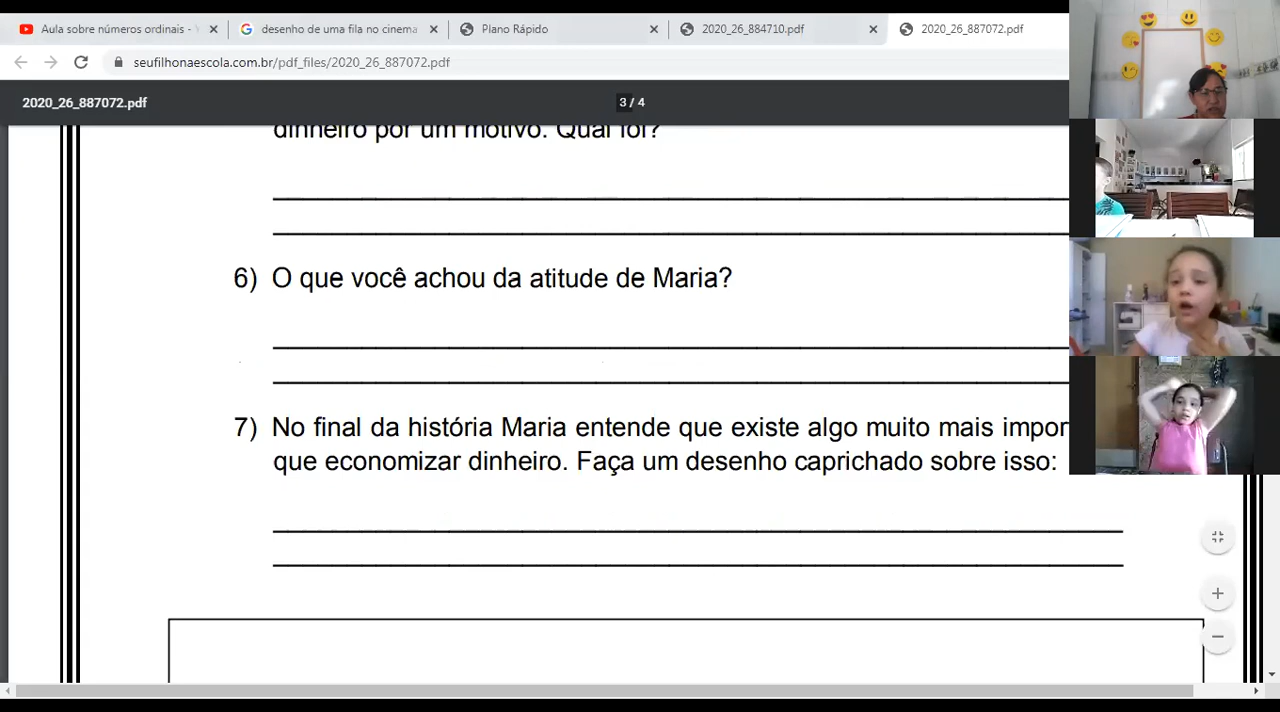 Aula sobre números ordinais -
desenho de uma fila no cinema
Plano Rápido
2020_26_884710.pdf
2020_26_887072.pdf
seufilhonaescola.com.br/pdf_files/2020_26_887072.pdf
2020_26_887072.pdf
3 / 4
dinheiro por um motivo. Qual foi?
6) O que você achou da atitude de Maria?
7) No final da história Maria entende que existe algo muito mais impor
que economizar dinheiro. Faça um desenho caprichado sobre isso: